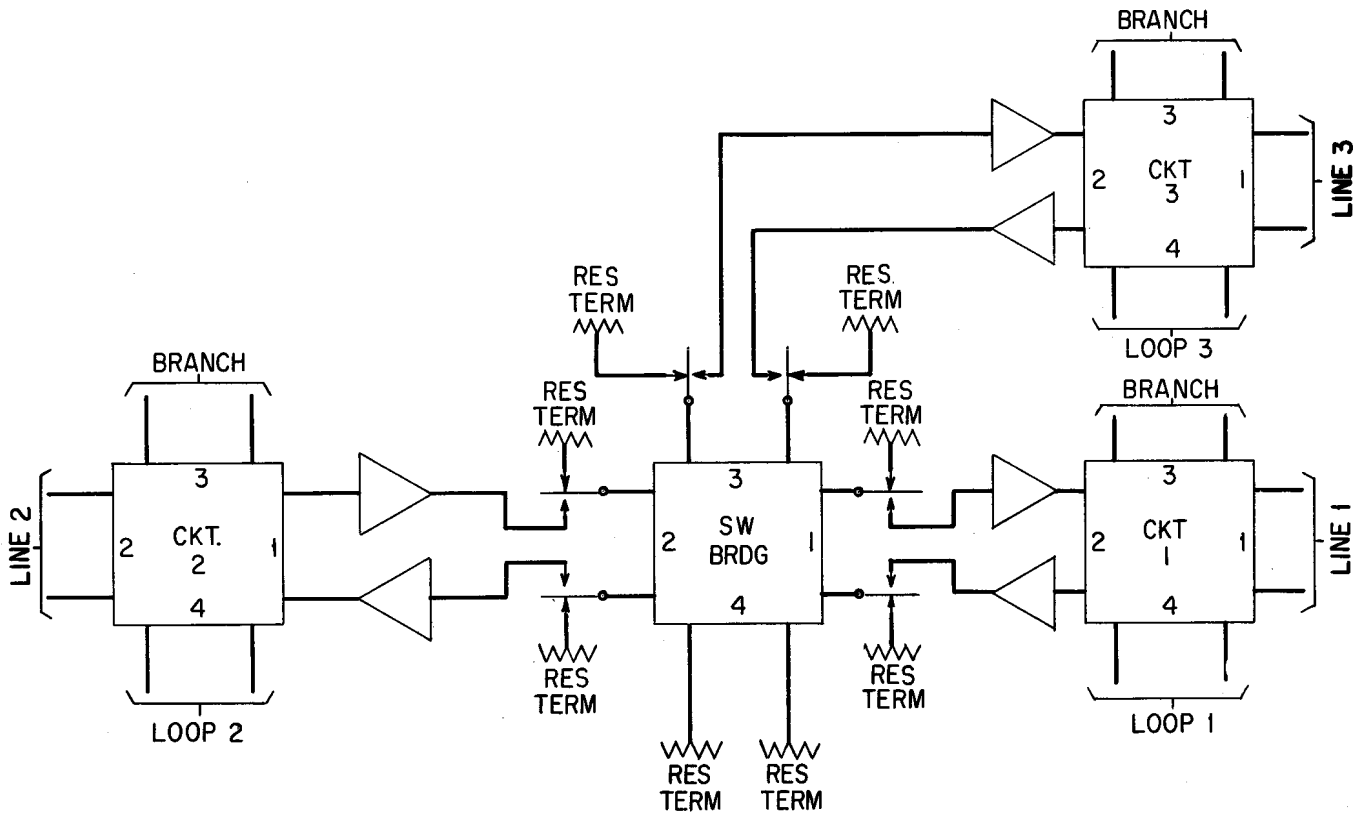 BRANCH
3
2
CKT
3
1
4
LINE 3
LOOP 3
RES
TERM
RES.
TERM
BRANCH
3
2
CKT.
2
1
4
LINE 2
LOOP 2
RES
TERM
RES
TERM
3
2
SW
BRDG
1
4
RES
TERM
RES
TERM
RES
TERM
RES
TERM
BRANCH
3
2
CKT
1
1
4
LINE 1
LOOP 1